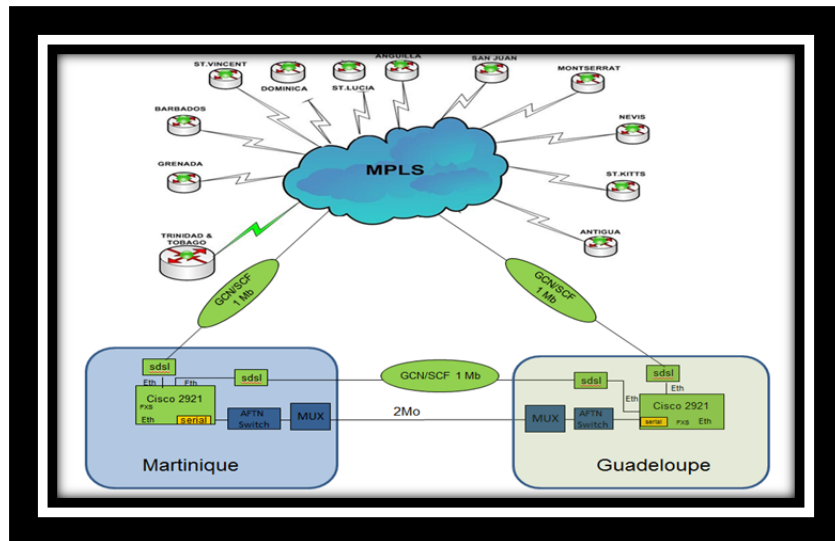 ANGUILLA
SAN JUAN
ST.VINCENT
DOMINICA
ST.LUCIA
MONTSERRAT
BARBADOS
NEVIS
GRENADA
MPLS
ST.KITTS
TRINIDAD &
TOBAGO
ANTIGUA
GCN/SCF
1 Mb
GCN/SCF
1 Mb
sdsl
Eth
Eth
sdsl
Cisco 2921
FXS
Eth
serial
AFTN
Switch
MUX
Martinique
GCN/SCF 1 Mb
2Mo
sdsl
sdsl
Eth
Eth
Cisco 2921
MUX
AFTN
Switch
serial
FXS
Eth
Guadeloupe